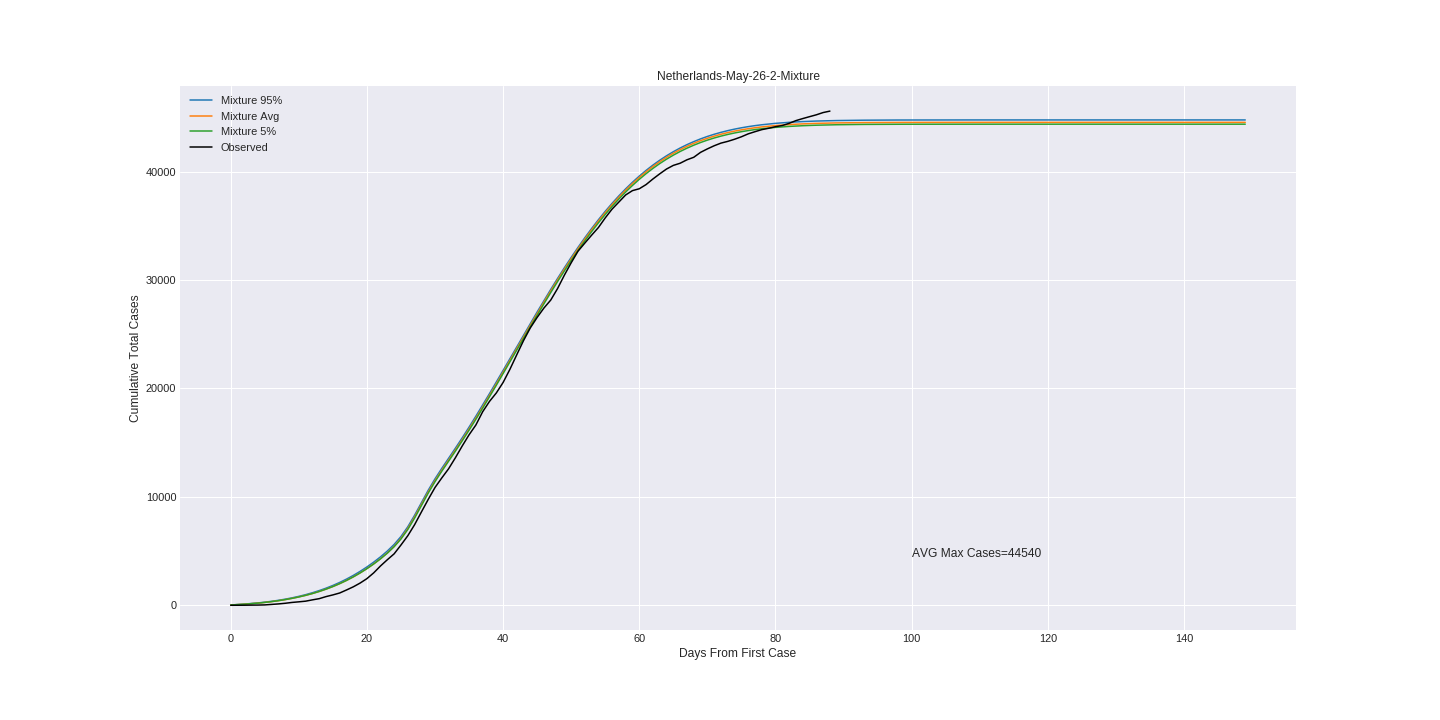 Netherlands-May-26-2-Mixture
Mixture 95%
Mixture Avg
Mixture 5%
Observed
40000
30000
20000
10000
0
Cumulative Total Cases
AVG Max Cases=44540
0 20 40 60 80 100 120 140
Days From First Case